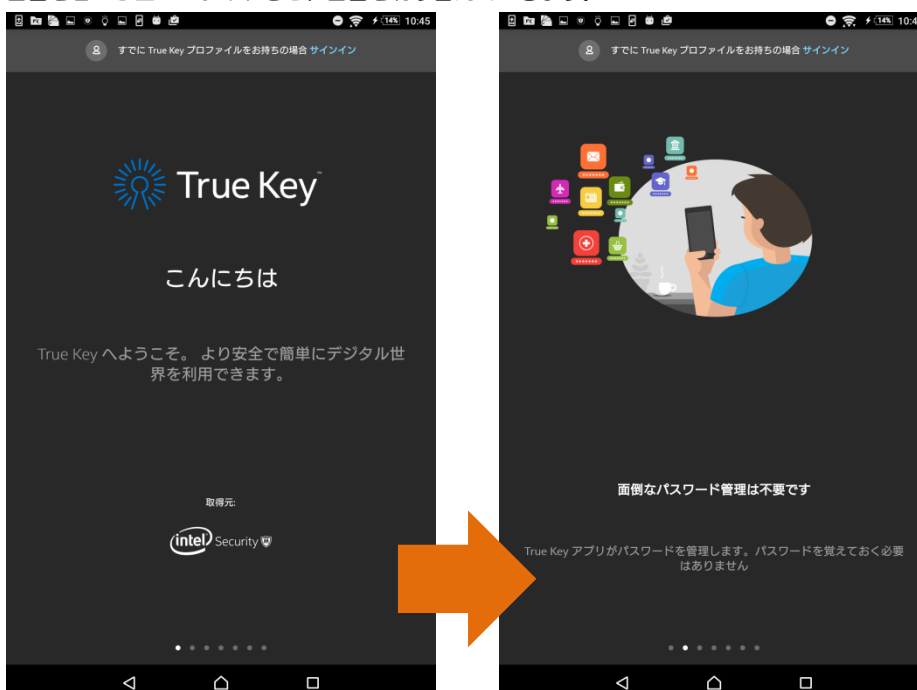 14% 10:45
すでに True Key プロファイルをお持ちの場合 サインイン
True Key™
こんにちは
True Key へようこそ。 より安全で簡単にデジタル世
界を利用できます。
取得元:
intel Security
14% 10:4
すでに True Key プロファイルをお持ちの場合 サインイン
面倒なパスワード管理は不要です
True Key アプリがパスワードを管理します。パスワードを覚えておく必要
はありません